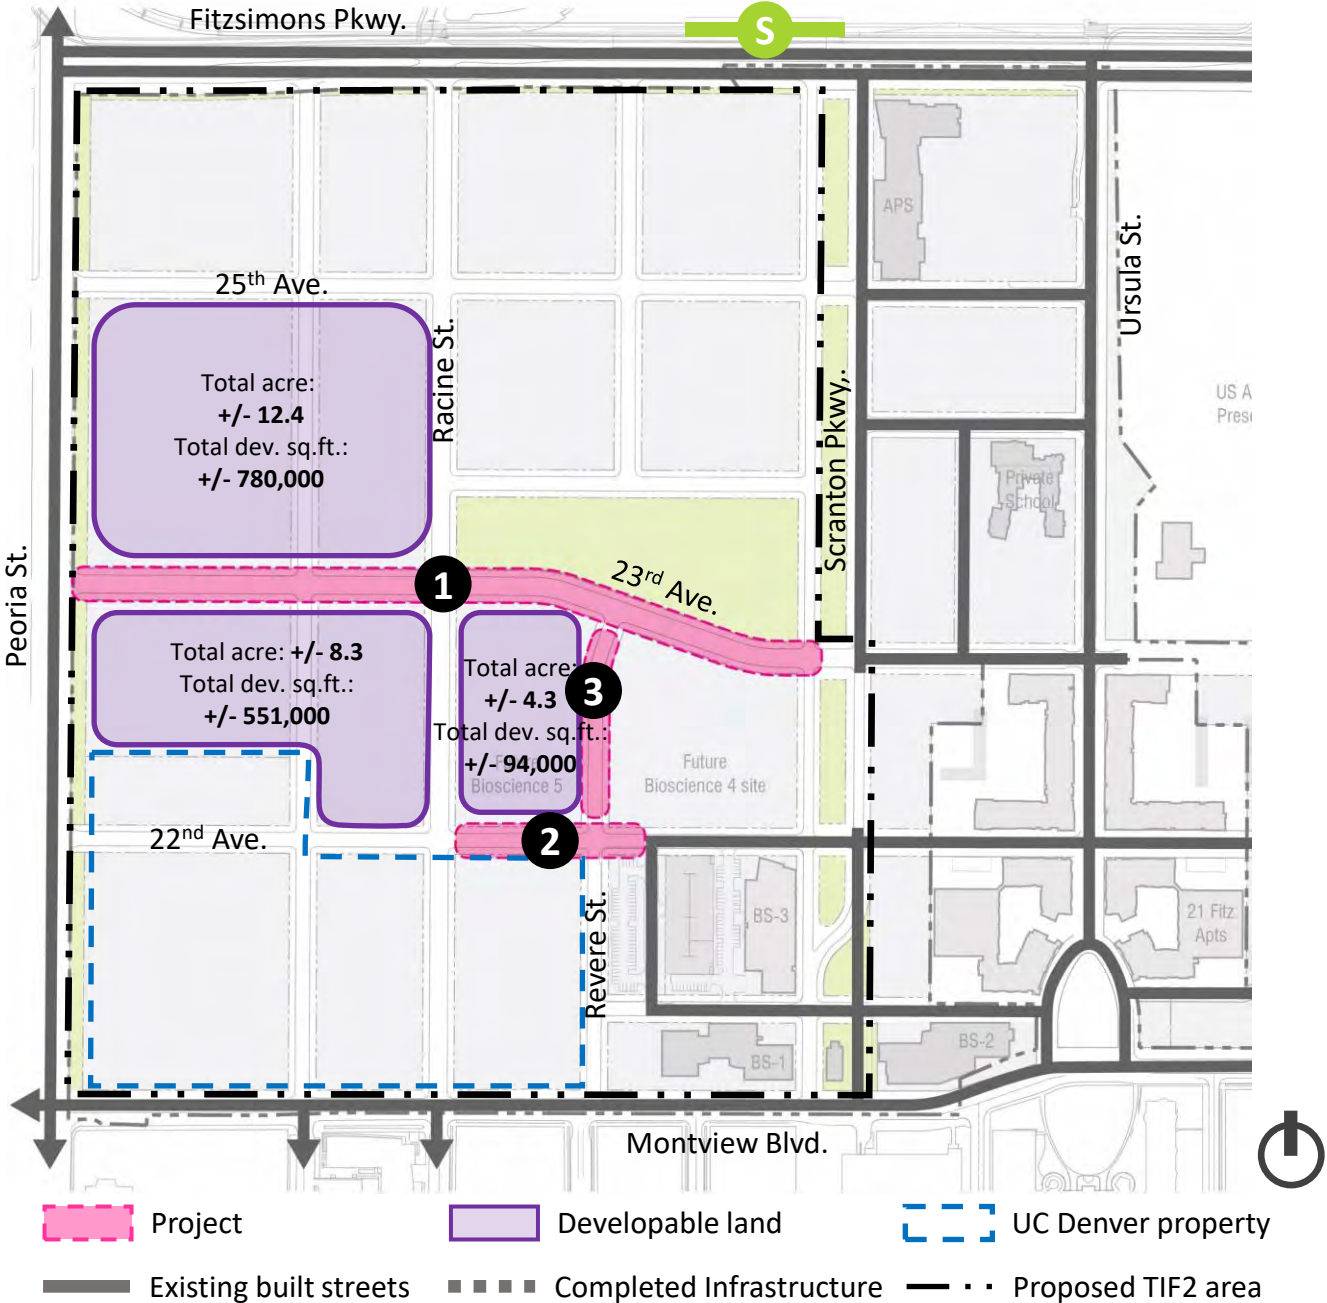 Fitzsimons Pkwy.
S
APS
25th Ave.
Ursula St.
Racine St.
Total acre:
+/- 12.4
Total dev. sq.ft.:
+/- 780,000
US A
Prese
Scranton Pkwy,.
Private
School
Peoria St.
1
23rd Ave.
Total acre: +/- 8.3
Total dev. sq.ft.:
+/- 551,000
Total acre:
+/- 4.3
Total dev. sq.ft.:
+/- 94,000
3
Bioscience 5
Future
Bioscience 4 site
22nd Ave.
2
Revere St.
BS-3
21 Fitz
Apts
BS-1
BS-2
Montview Blvd.
Project
Developable land
UC Denver property
Existing built streets
Completed Infrastructure
Proposed TIF2 area